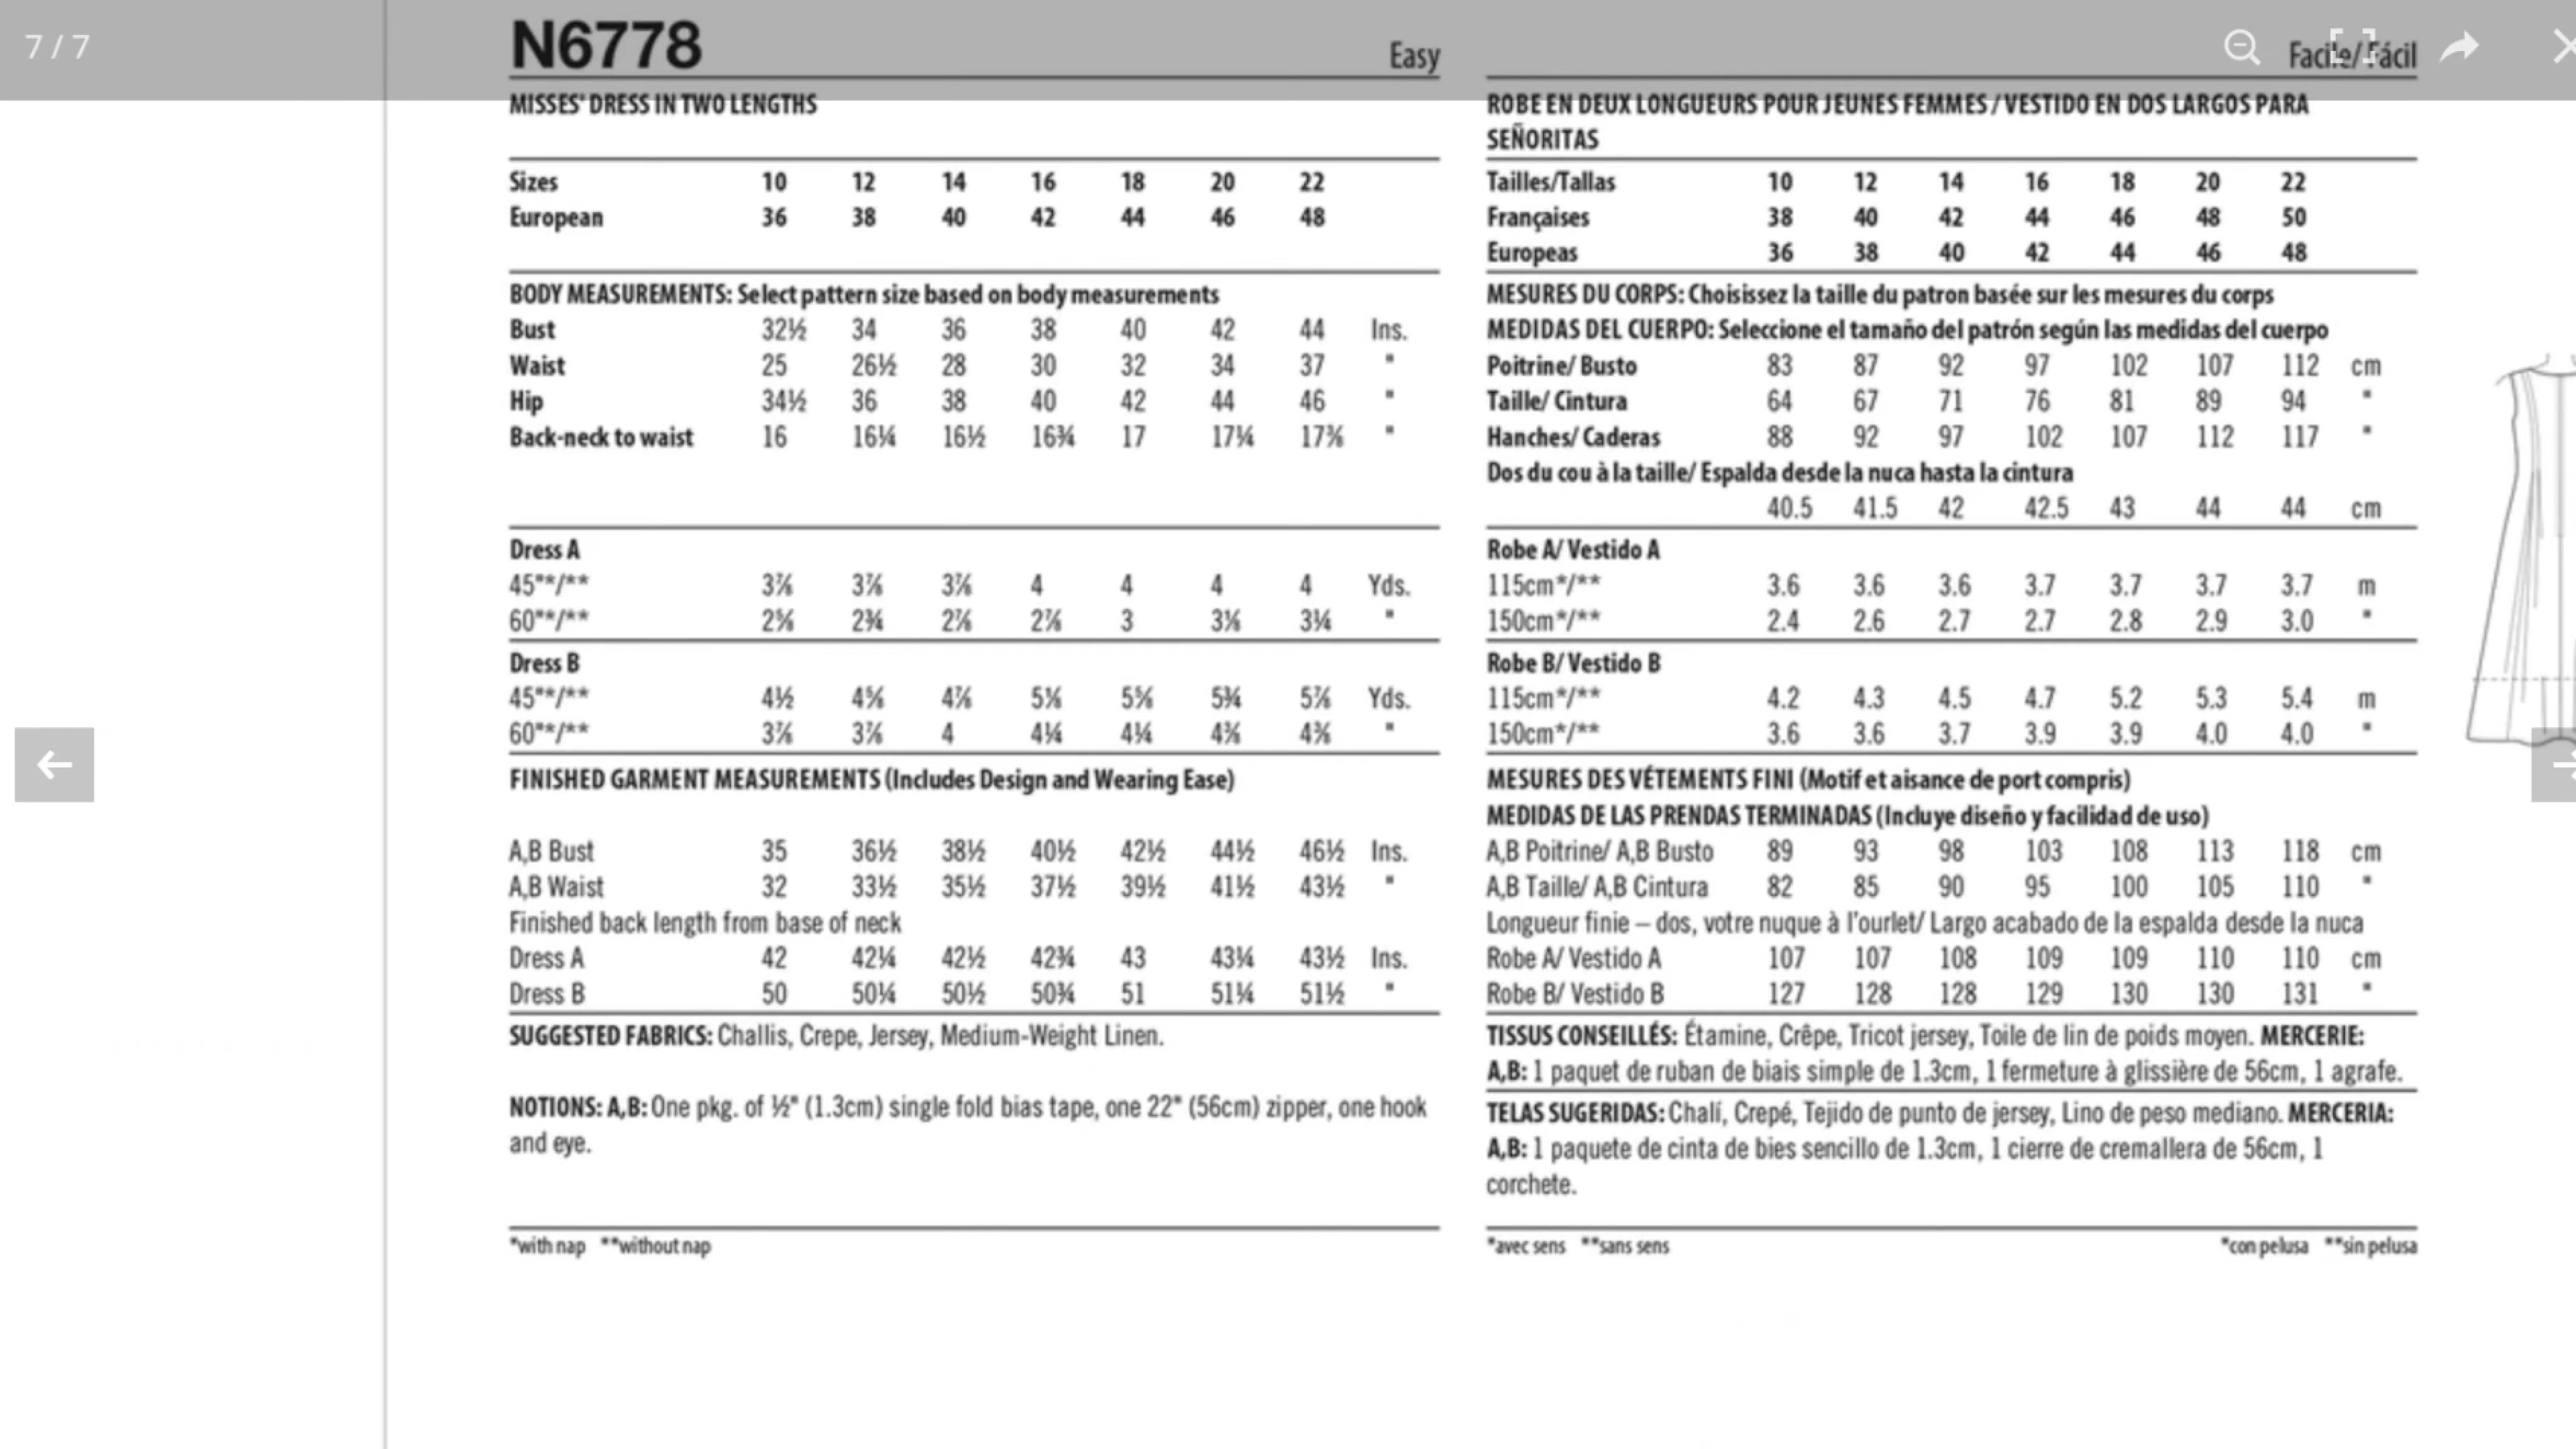 7 / 7
N6778
Easy
MISSES' DRESS IN TWO LENGTHS
Sizes 10 12 14 16 18 20 22
European 36 38 40 42 44 46 48
BODY MEASUREMENTS: Select pattern size based on body measurements
Bust 32½ 34 36 38 40 42 44 Ins.
Waist 25 26½ 28 30 32 34 37 "
Hip 34½ 36 38 40 42 44 46 "
Back-neck to waist 16 16¼ 16½ 16¾ 17 17¼ 17⅜ "
Dress A
45"*/** 3⅞ 3⅞ 3⅞ 4 4 4 4 Yds.
60"*/** 2⅝ 2¾ 2⅞ 2⅞ 3 3⅛ 3¼ "
Dress B
45"*/** 4½ 4⅝ 4⅞ 5⅛ 5⅝ 5¾ 5⅞ Yds.
60"*/** 3⅞ 3⅞ 4 4¼ 4¼ 4⅜ 4⅜ "
FINISHED GARMENT MEASUREMENTS (Includes Design and Wearing Ease)
A,B Bust 35 36½ 38½ 40½ 42½ 44½ 46½ Ins.
A,B Waist 32 33½ 35½ 37½ 39½ 41½ 43½ "
Finished back length from base of neck
Dress A 42 42¼ 42½ 42¾ 43 43¼ 43½ Ins.
Dress B 50 50¼ 50½ 50¾ 51 51¼ 51½ "
SUGGESTED FABRICS: Challis, Crepe, Jersey, Medium-Weight Linen.
NOTIONS: A,B: One pkg. of ½" (1.3cm) single fold bias tape, one 22" (56cm) zipper, one hook
and eye.
*with nap **without nap
Facile/Fácil
ROBE EN DEUX LONGUEURS POUR JEUNES FEMMES / VESTIDO EN DOS LARGOS PARA
SEÑORITAS
Tailles/Tallas 10 12 14 16 18 20 22
Françaises 38 40 42 44 46 48 50
Europeas 36 38 40 42 44 46 48
MESURES DU CORPS: Choisissez la taille du patron basée sur les mesures du corps
MEDIDAS DEL CUERPO: Seleccione el tamaño del patrón según las medidas del cuerpo
Poitrine/ Busto 83 87 92 97 102 107 112 cm
Taille/ Cintura 64 67 71 76 81 89 94 "
Hanches/ Caderas 88 92 97 102 107 112 117 "
Dos du cou à la taille/ Espalda desde la nuca hasta la cintura
40.5 41.5 42 42.5 43 44 44 cm
Robe A/ Vestido A
115cm*/** 3.6 3.6 3.6 3.7 3.7 3.7 3.7 m
150cm*/** 2.4 2.6 2.7 2.7 2.8 2.9 3.0 "
Robe B/ Vestido B
115cm*/** 4.2 4.3 4.5 4.7 5.2 5.3 5.4 m
150cm*/** 3.6 3.6 3.7 3.9 3.9 4.0 4.0 "
MESURES DES VÉTEMENTS FINI (Motif et aisance de port compris)
MEDIDAS DE LAS PRENDAS TERMINADAS (Incluye diseño y facilidad de uso)
A,B Poitrine/ A,B Busto 89 93 98 103 108 113 118 cm
A,B Taille/ A,B Cintura 82 85 90 95 100 105 110 "
Longueur finie – dos, votre nuque à l'ourlet/ Largo acabado de la espalda desde la nuca
Robe A/ Vestido A 107 107 108 109 109 110 110 cm
Robe B/ Vestido B 127 128 128 129 130 130 131 "
TISSUS CONSEILLÉS: Étamine, Crêpe, Tricot jersey, Toile de lin de poids moyen. MERCERIE:
A,B: 1 paquet de ruban de biais simple de 1.3cm, 1 fermeture à glissière de 56cm, 1 agrafe.
TELAS SUGERIDAS: Chalí, Crepé, Tejido de punto de jersey, Lino de peso mediano. MERCERIA:
A,B: 1 paquete de cinta de bies sencillo de 1.3cm, 1 cierre de cremallera de 56cm, 1
corchete.
*avec sens **sans sens
*con pelusa **sin pelusa